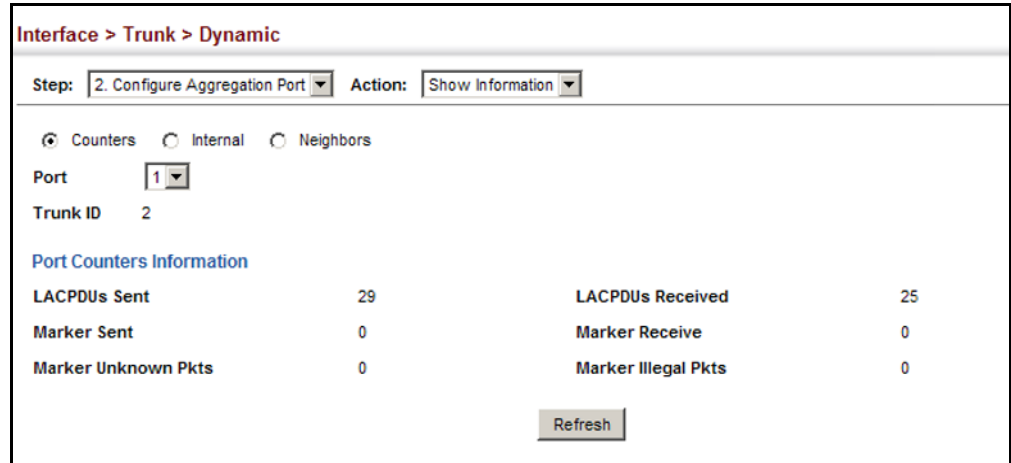 Interface > Trunk > Dynamic
Step: 2. Configure Aggregation Port Action: Show Information
Counters Internal Neighbors
Port 1
Trunk ID 2
Port Counters Information
LACPDUs Sent 29 LACPDUs Received 25
Marker Sent 0 Marker Receive 0
Marker Unknown Pkts 0 Marker Illegal Pkts 0
Refresh